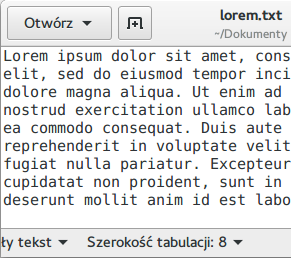 Otwórz
lorem.txt
~/Dokumenty
Lorem ipsum dolor sit amet, cons
elit, sed do eiusmod tempor inci
dolore magna aliqua. Ut enim ad
nostrud exercitation ullamco lab
ea commodo consequat. Duis aute
reprehenderit in voluptate velit
fugiat nulla pariatur. Excepteur
cupidatat non proident, sunt in
deserunt mollit anim id est labo
ły tekst Szerokość tabulacji: 8